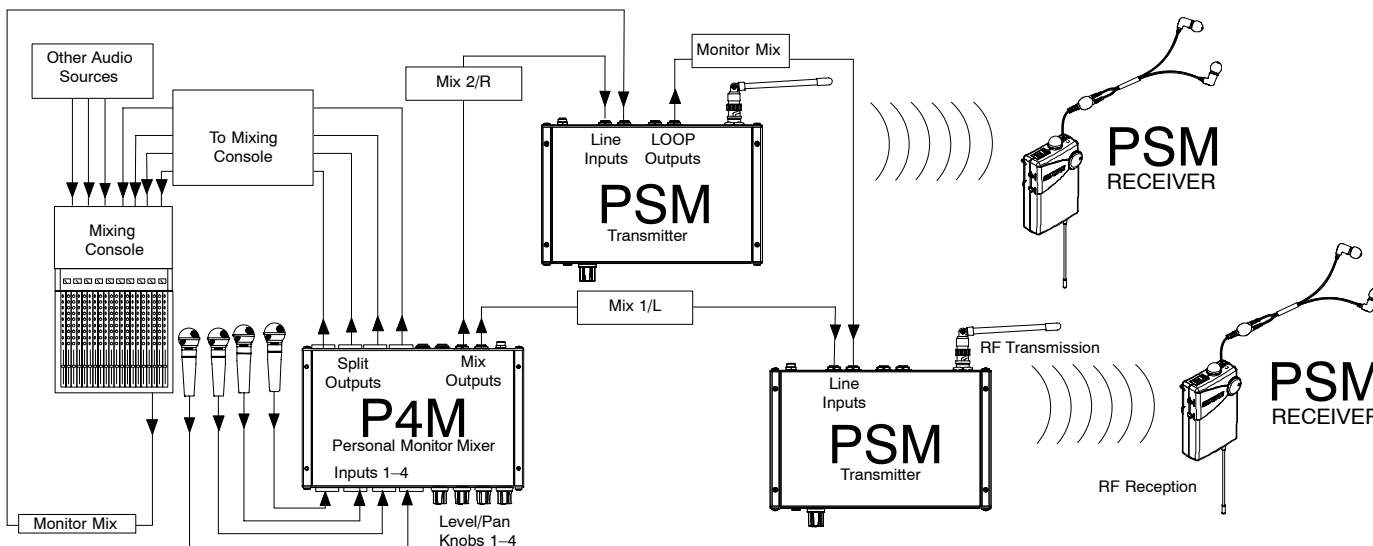 Other Audio
Sources
To Mixing
Console
Mix 2/R
Monitor Mix
Line
Inputs
LOOP
Outputs
PSM
Transmitter
PSM
RECEIVER
Mixing
Console
Mix 1/L
Split
Outputs
Mix
Outputs
P4M
Personal Monitor Mixer
Inputs 1–4
Level/Pan
Knobs 1–4
Monitor Mix
RF Transmission
Line
Inputs
PSM
Transmitter
PSM
RECEIVER
RF Reception